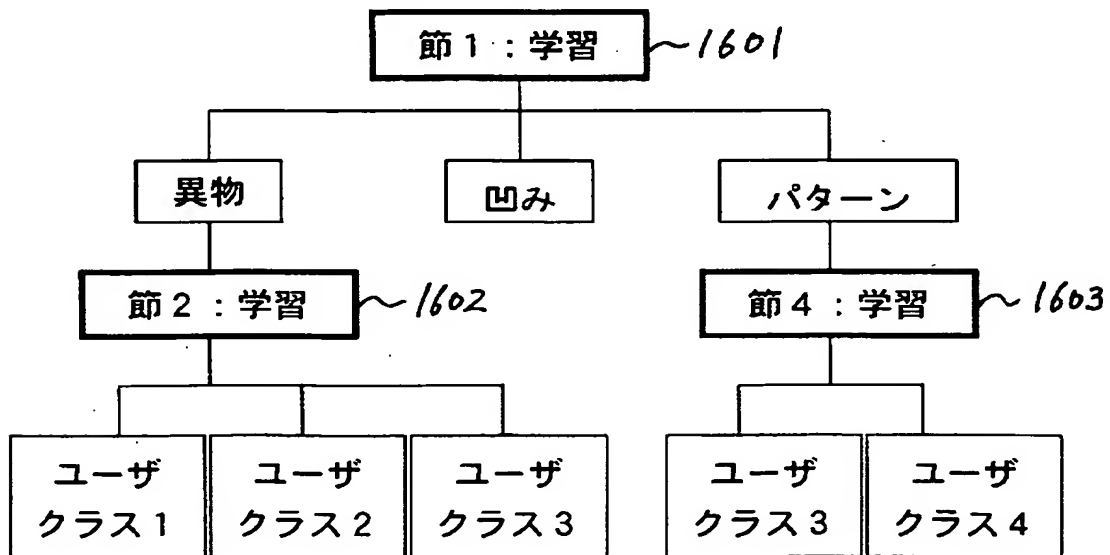 節1：学習
1601
異物
凹み
パターン
節2：学習
1602
節4：学習
1603
ユーザ
クラス1
ユーザ
クラス2
ユーザ
クラス3
ユーザ
クラス3
ユーザ
クラス4